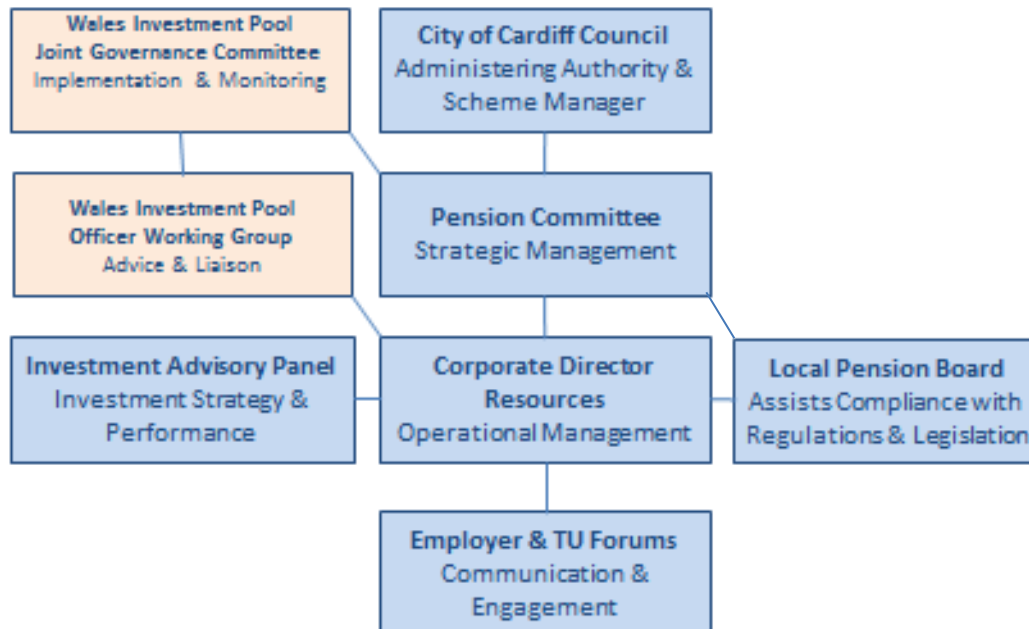 Wales Investment Pool
Joint Governance Committee
Implementation & Monitoring
City of Cardiff Council
Administering Authority &
Scheme Manager
Wales Investment Pool
Officer Working Group
Advice & Liaison
Pension Committee
Strategic Management
Investment Advisory Panel
Investment Strategy &
Performance
Corporate Director
Resources
Operational Management
Local Pension Board
Assists Compliance with
Regulations & Legislation
Employer & TU Forums
Communication &
Engagement